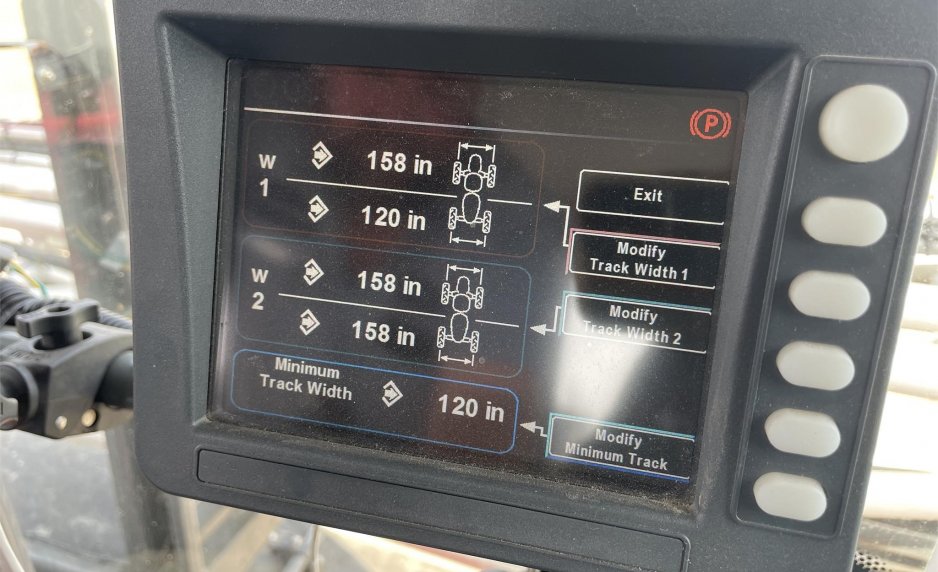 P
W
1
158 in
120 in
Exit
Modify
Track Width 1
W
2
158 in
158 in
Modify
Track Width 2
Minimum
Track Width
120 in
Modify
Minimum Track